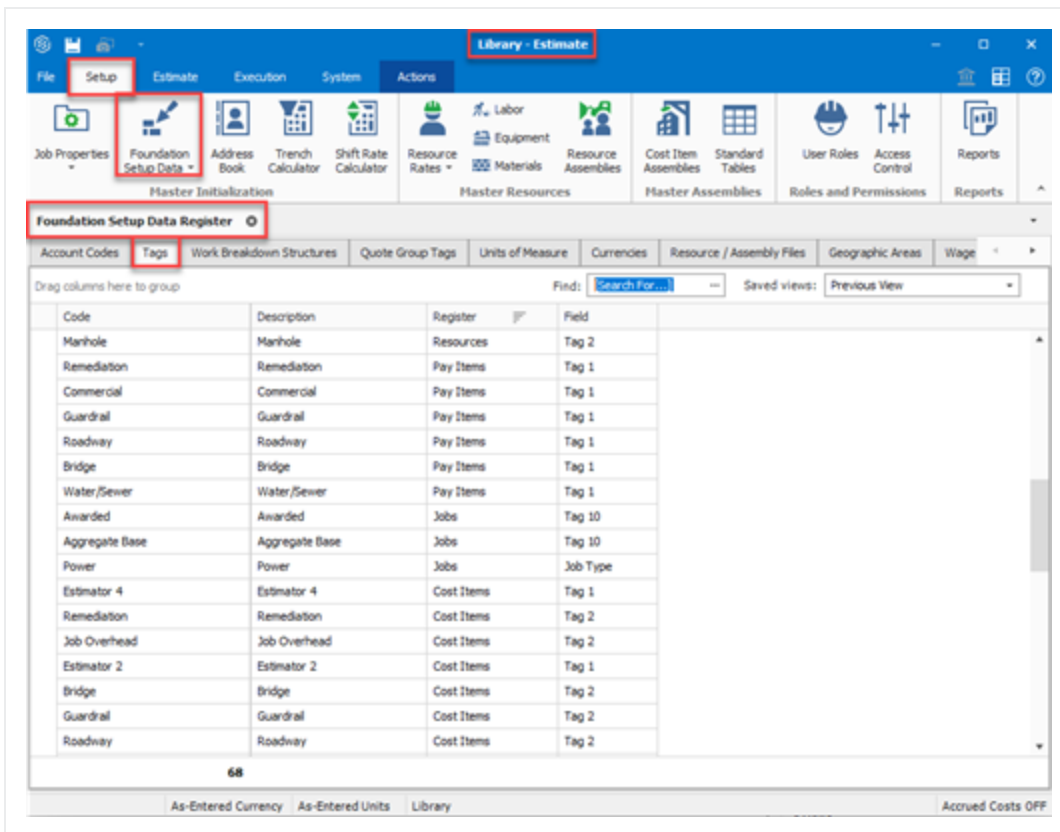 Library - Estimate
File Setup Estimate Execution System Actions
Job Properties Foundation Setup Data Address Book Trench Calculator Shift Rate Calculator Resource Rates Labor Equipment Materials Resource Assemblies Cost Item Assemblies Standard Tables User Roles Access Control Reports
Master Initialization Master Resources Master Assemblies Roles and Permissions Reports
Foundation Setup Data Register
Account Codes Tags Work Breakdown Structures Quote Group Tags Units of Measure Currencies Resource / Assembly Files Geographic Areas Wage
Drag columns here to group Find: [Search For...] Saved views: Previous View
Code Description Register Field
Manhole Manhole Resources Tag 2
Remediation Remediation Pay Items Tag 1
Commercial Commercial Pay Items Tag 1
Guardrail Guardrail Pay Items Tag 1
Roadway Roadway Pay Items Tag 1
Bridge Bridge Pay Items Tag 1
Water/Sewer Water/Sewer Pay Items Tag 1
Awarded Awarded Jobs Tag 10
Aggregate Base Aggregate Base Jobs Tag 10
Power Power Jobs Job Type
Estimator 4 Estimator 4 Cost Items Tag 1
Remediation Remediation Cost Items Tag 2
Job Overhead Job Overhead Cost Items Tag 2
Estimator 2 Estimator 2 Cost Items Tag 1
Bridge Bridge Cost Items Tag 2
Guardrail Guardrail Cost Items Tag 2
Roadway Roadway Cost Items Tag 2
68
As-Entered Currency As-Entered Units Library Accrued Costs OFF